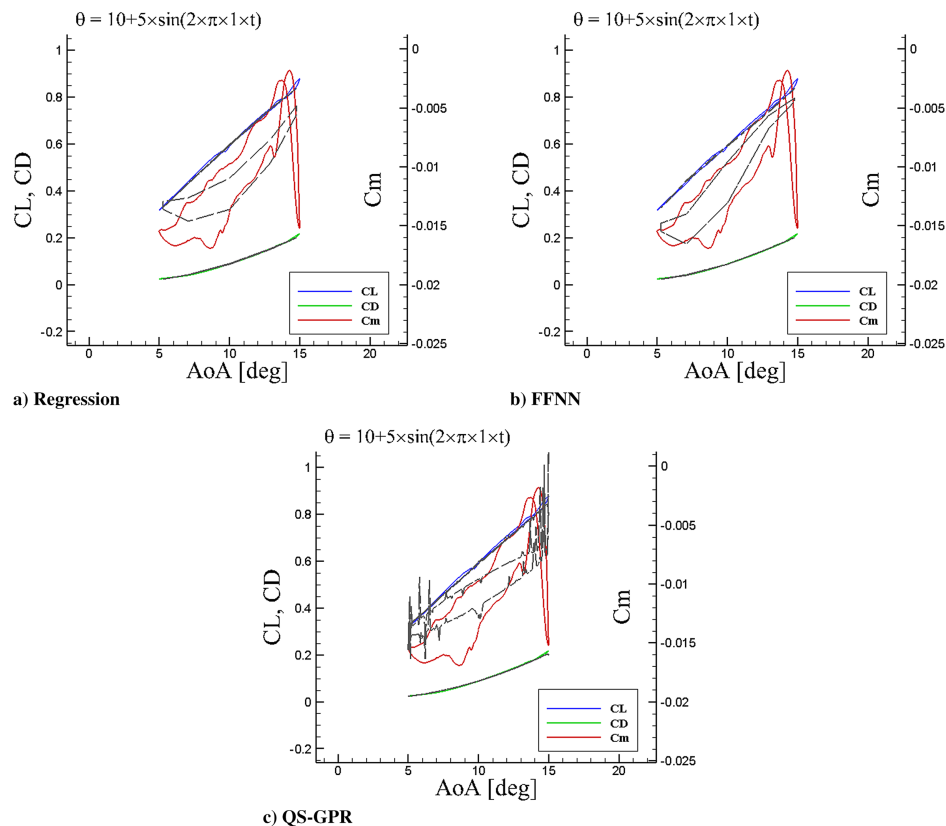 θ = 10+5×sin(2×π×1×t)
1
0.8
0.6
0.4
0.2
0
-0.2
CL, CD
0
-0.005
-0.01
-0.015
-0.02
-0.025
Cm
CL
CD
Cm
0 5 10 15 20
AoA [deg]
a) Regression
θ = 10+5×sin(2×π×1×t)
1
0.8
0.6
0.4
0.2
0
-0.2
CL, CD
0
-0.005
-0.01
-0.015
-0.02
-0.025
Cm
CL
CD
Cm
0 5 10 15 20
AoA [deg]
b) FFNN
θ = 10+5×sin(2×π×1×t)
1
0.8
0.6
0.4
0.2
0
-0.2
CL, CD
0
-0.005
-0.01
-0.015
-0.02
-0.025
Cm
CL
CD
Cm
0 5 10 15 20
AoA [deg]
c) QS-GPR